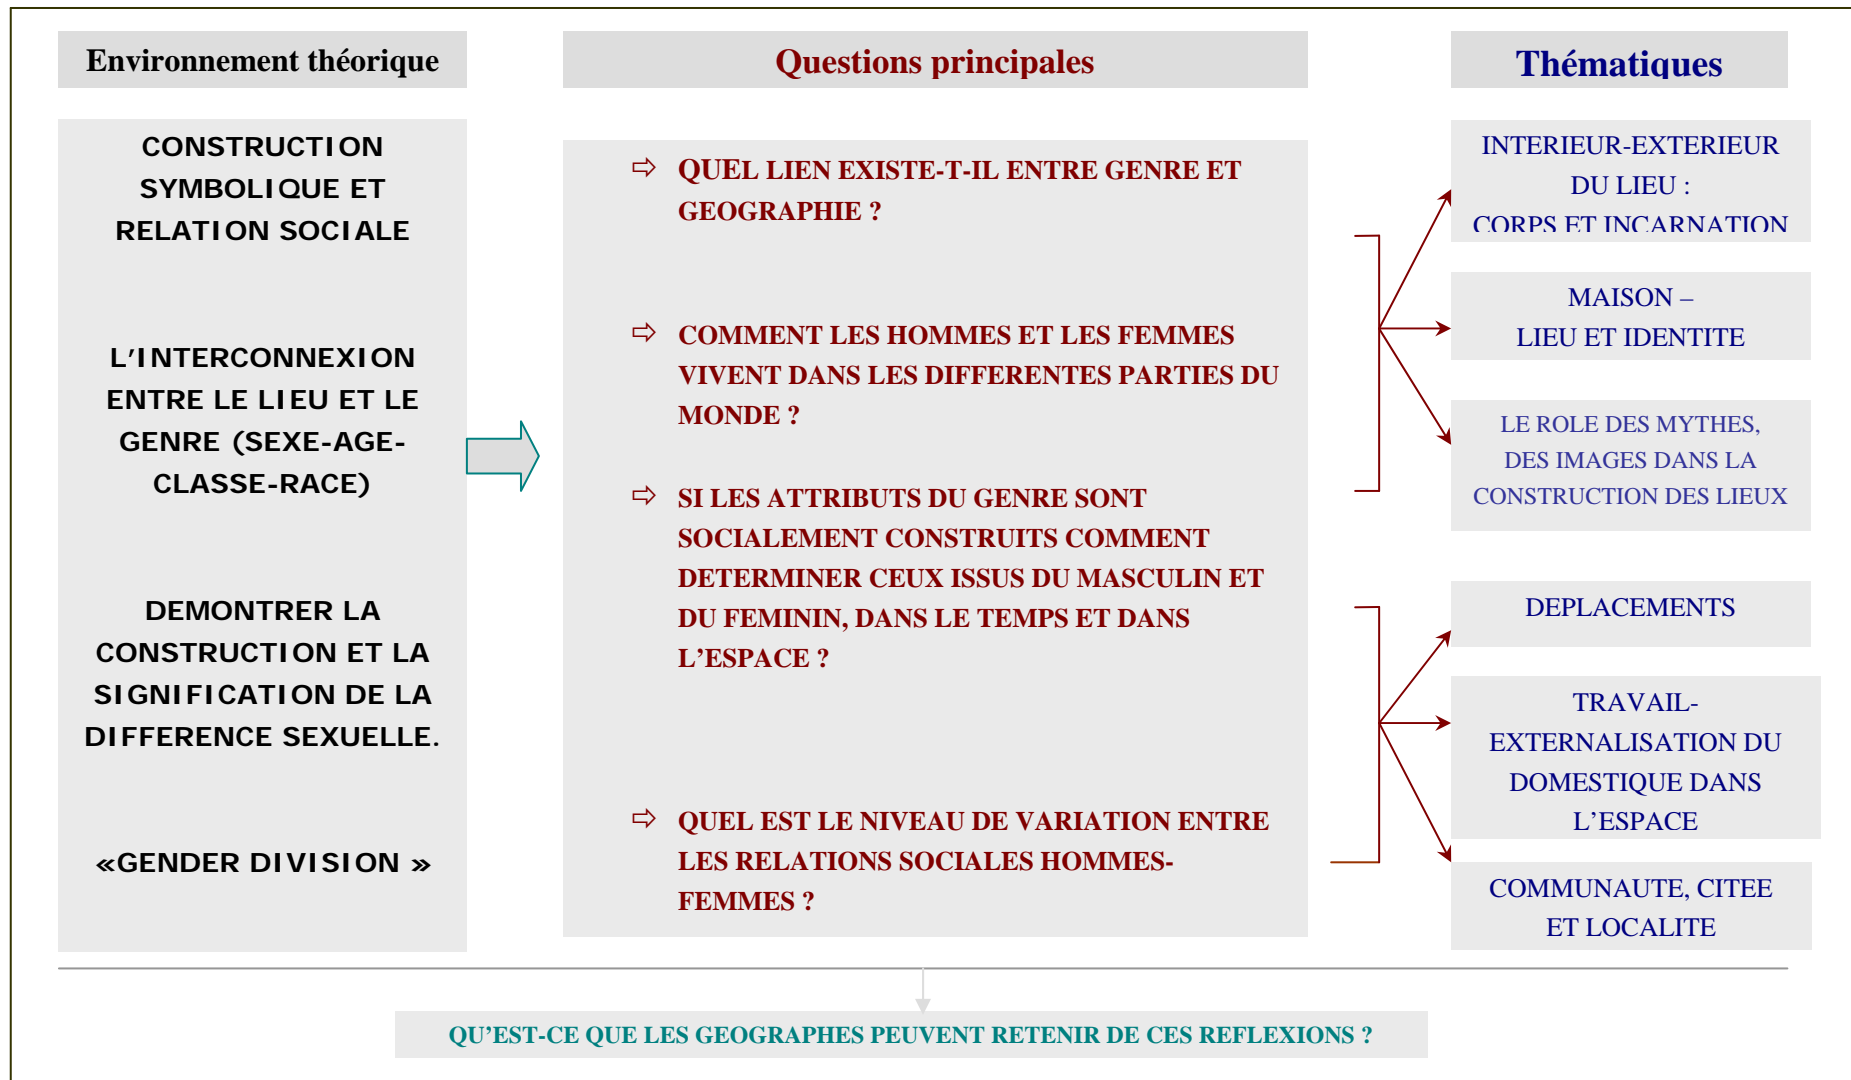 Environnement théorique
Questions principales
Thématiques
CONSTRUCTION
SYMBOLIQUE ET
RELATION SOCIALE
L'INTERCONNEXION
ENTRE LE LIEU ET LE
GENRE (SEXE-AGE-
CLASSE-RACE)
DEMONTRER LA
CONSTRUCTION ET LA
SIGNIFICATION DE LA
DIFFERENCE SEXUELLE.
«GENDER DIVISION »
⇨ QUEL LIEN EXISTE-T-IL ENTRE GENRE ET
GEOGRAPHIE ?
⇨ COMMENT LES HOMMES ET LES FEMMES
VIVENT DANS LES DIFFERENTES PARTIES DU
MONDE ?
⇨ SI LES ATTRIBUTS DU GENRE SONT
SOCIALEMENT CONSTRUITS COMMENT
DETERMINER CEUX ISSUS DU MASCULIN ET
DU FEMININ, DANS LE TEMPS ET DANS
L'ESPACE ?
⇨ QUEL EST LE NIVEAU DE VARIATION ENTRE
LES RELATIONS SOCIALES HOMMES-
FEMMES ?
INTERIEUR-EXTERIEUR
DU LIEU :
CORPS ET INCARNATION
MAISON –
LIEU ET IDENTITE
LE ROLE DES MYTHES,
DES IMAGES DANS LA
CONSTRUCTION DES LIEUX
DEPLACEMENTS
TRAVAIL-
EXTERNALISATION DU
DOMESTIQUE DANS
L'ESPACE
COMMUNAUTE, CITEE
ET LOCALITE
QU'EST-CE QUE LES GEOGRAPHES PEUVENT RETENIR DE CES REFLEXIONS ?